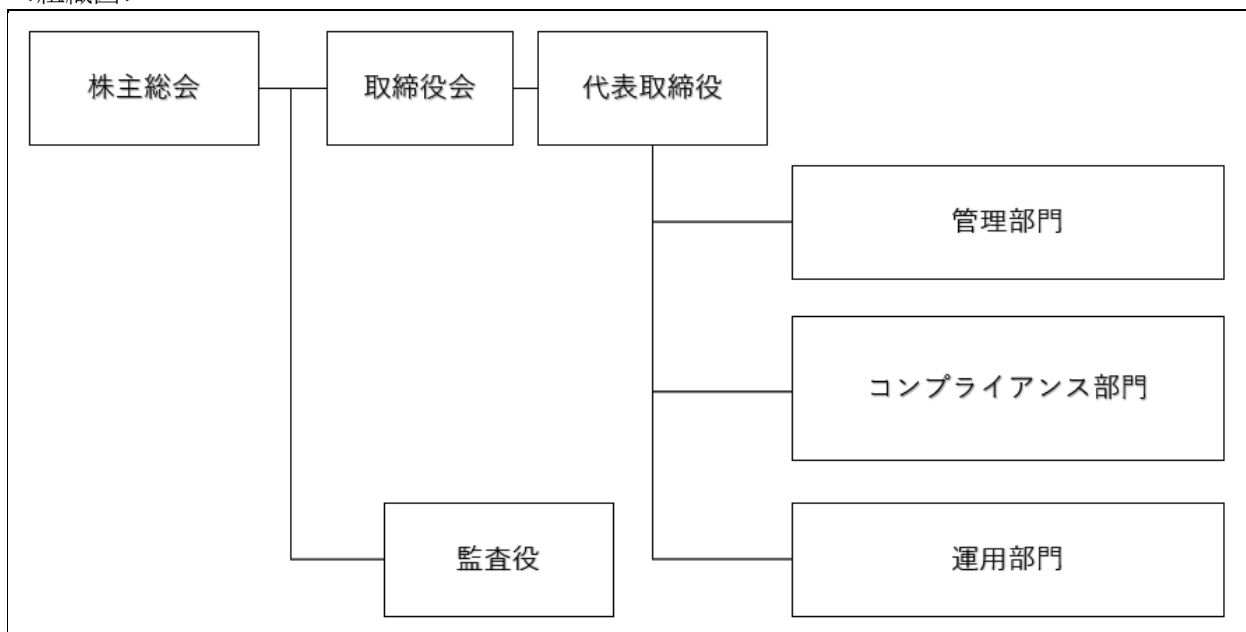 株主総会
取締役会
代表取締役
管理部門
コンプライアンス部門
監査役
運用部門